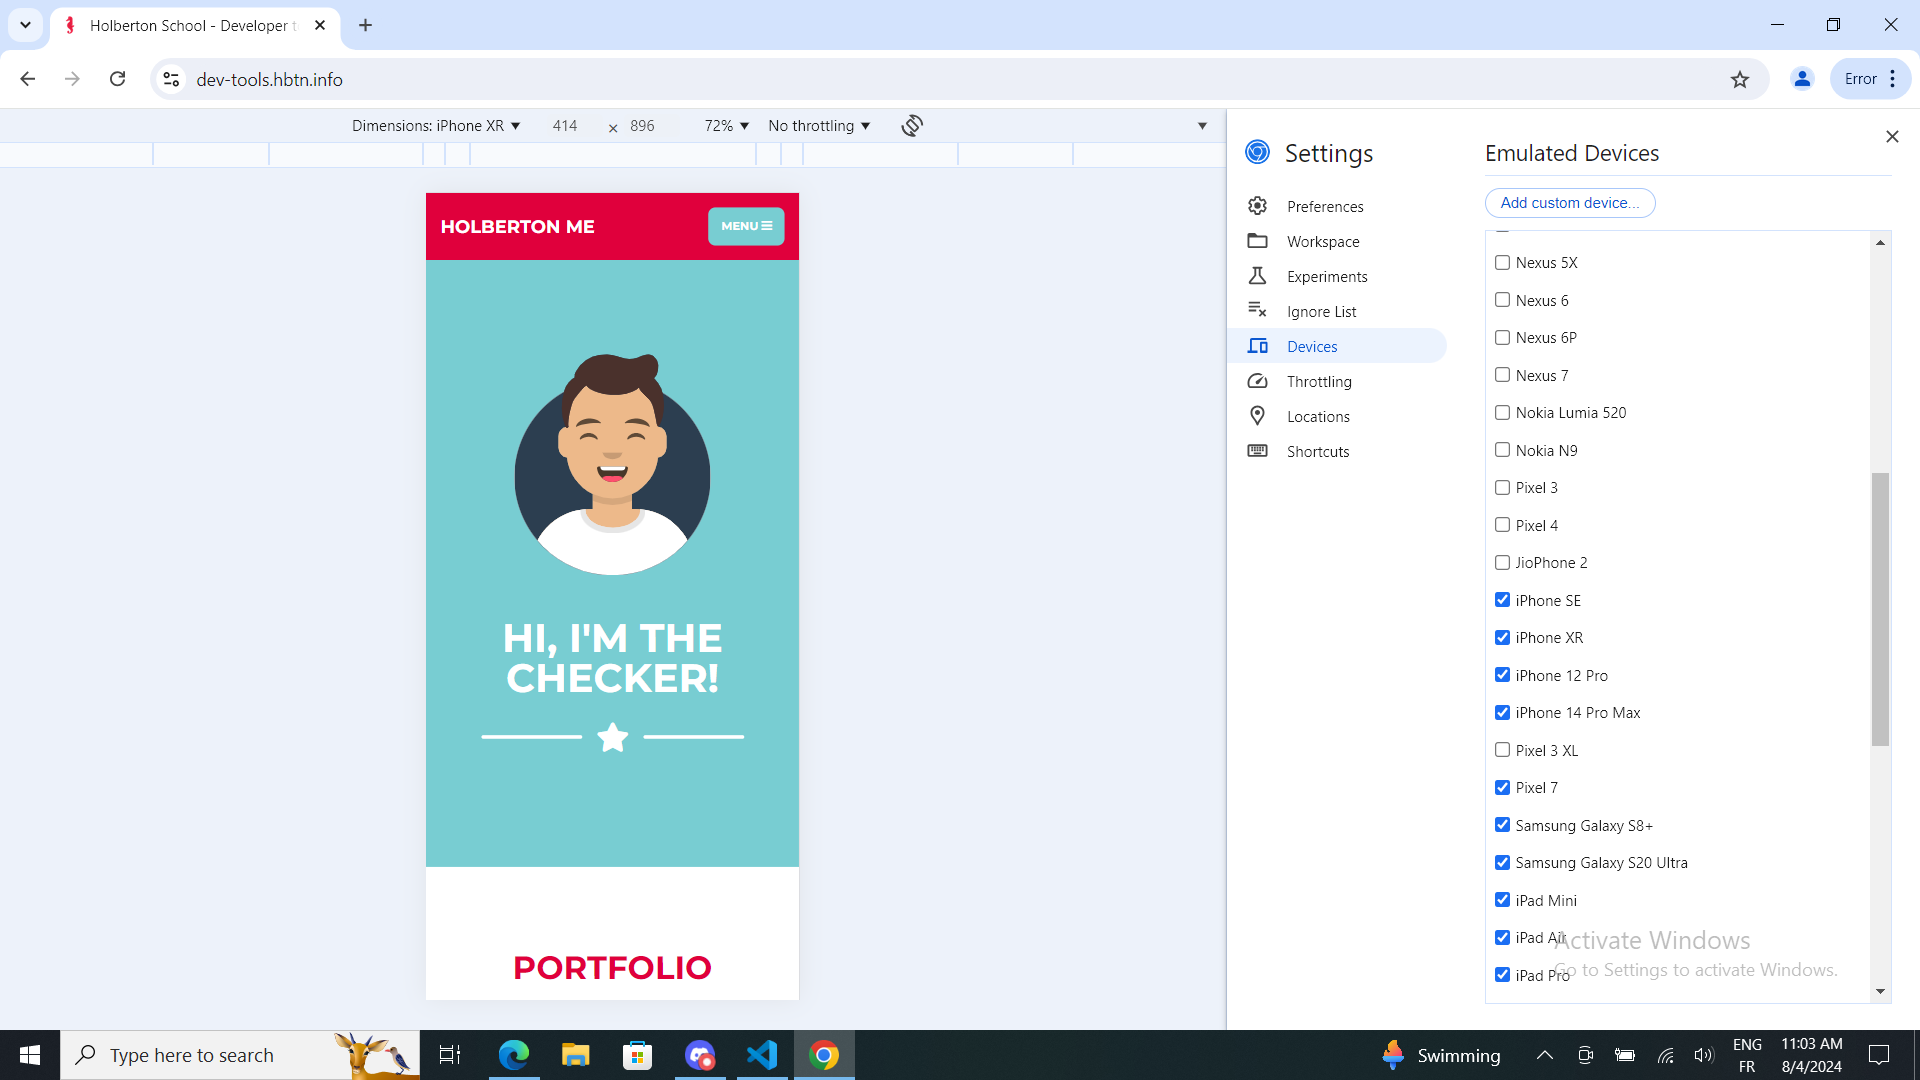 Holberton School - Developer t
dev-tools.hbtn.info
Error
Dimensions: iPhone XR
414
×
896
72%
No throttling
HOLBERTON ME
MENU
HI, I'M THE
CHECKER!
PORTFOLIO
Settings
Preferences
Workspace
Experiments
Ignore List
Devices
Throttling
Locations
Shortcuts
Emulated Devices
Add custom device...
Nexus 5X
Nexus 6
Nexus 6P
Nexus 7
Nokia Lumia 520
Nokia N9
Pixel 3
Pixel 4
JioPhone 2
iPhone SE
iPhone XR
iPhone 12 Pro
iPhone 14 Pro Max
Pixel 3 XL
Pixel 7
Samsung Galaxy S8+
Samsung Galaxy S20 Ultra
iPad Mini
iPad Air
iPad Pro
Activate Windows
Go to Settings to activate Windows.
Type here to search
Swimming
ENG
FR
11:03 AM
8/4/2024